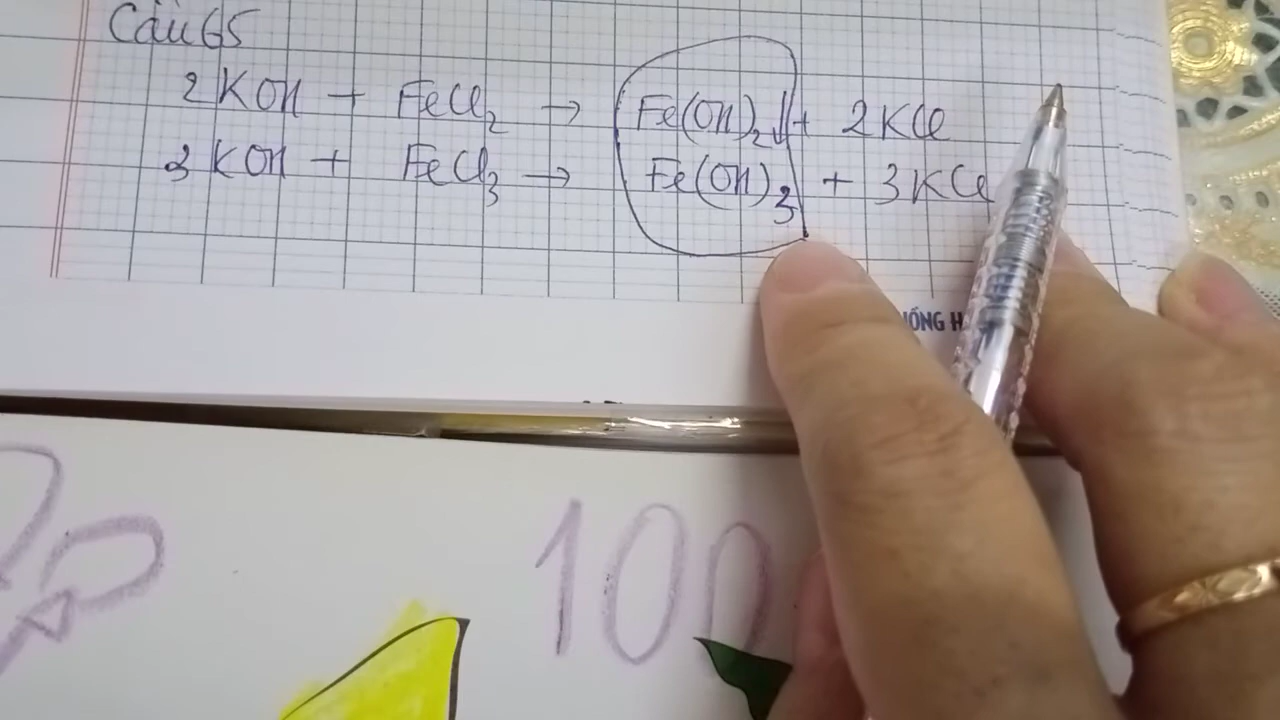 Câu 65
2KOH + FeCl₂ → Fe(OH)₂↓ + 2KCl
3KOH + FeCl₃ → Fe(OH)₃ + 3KCl
100